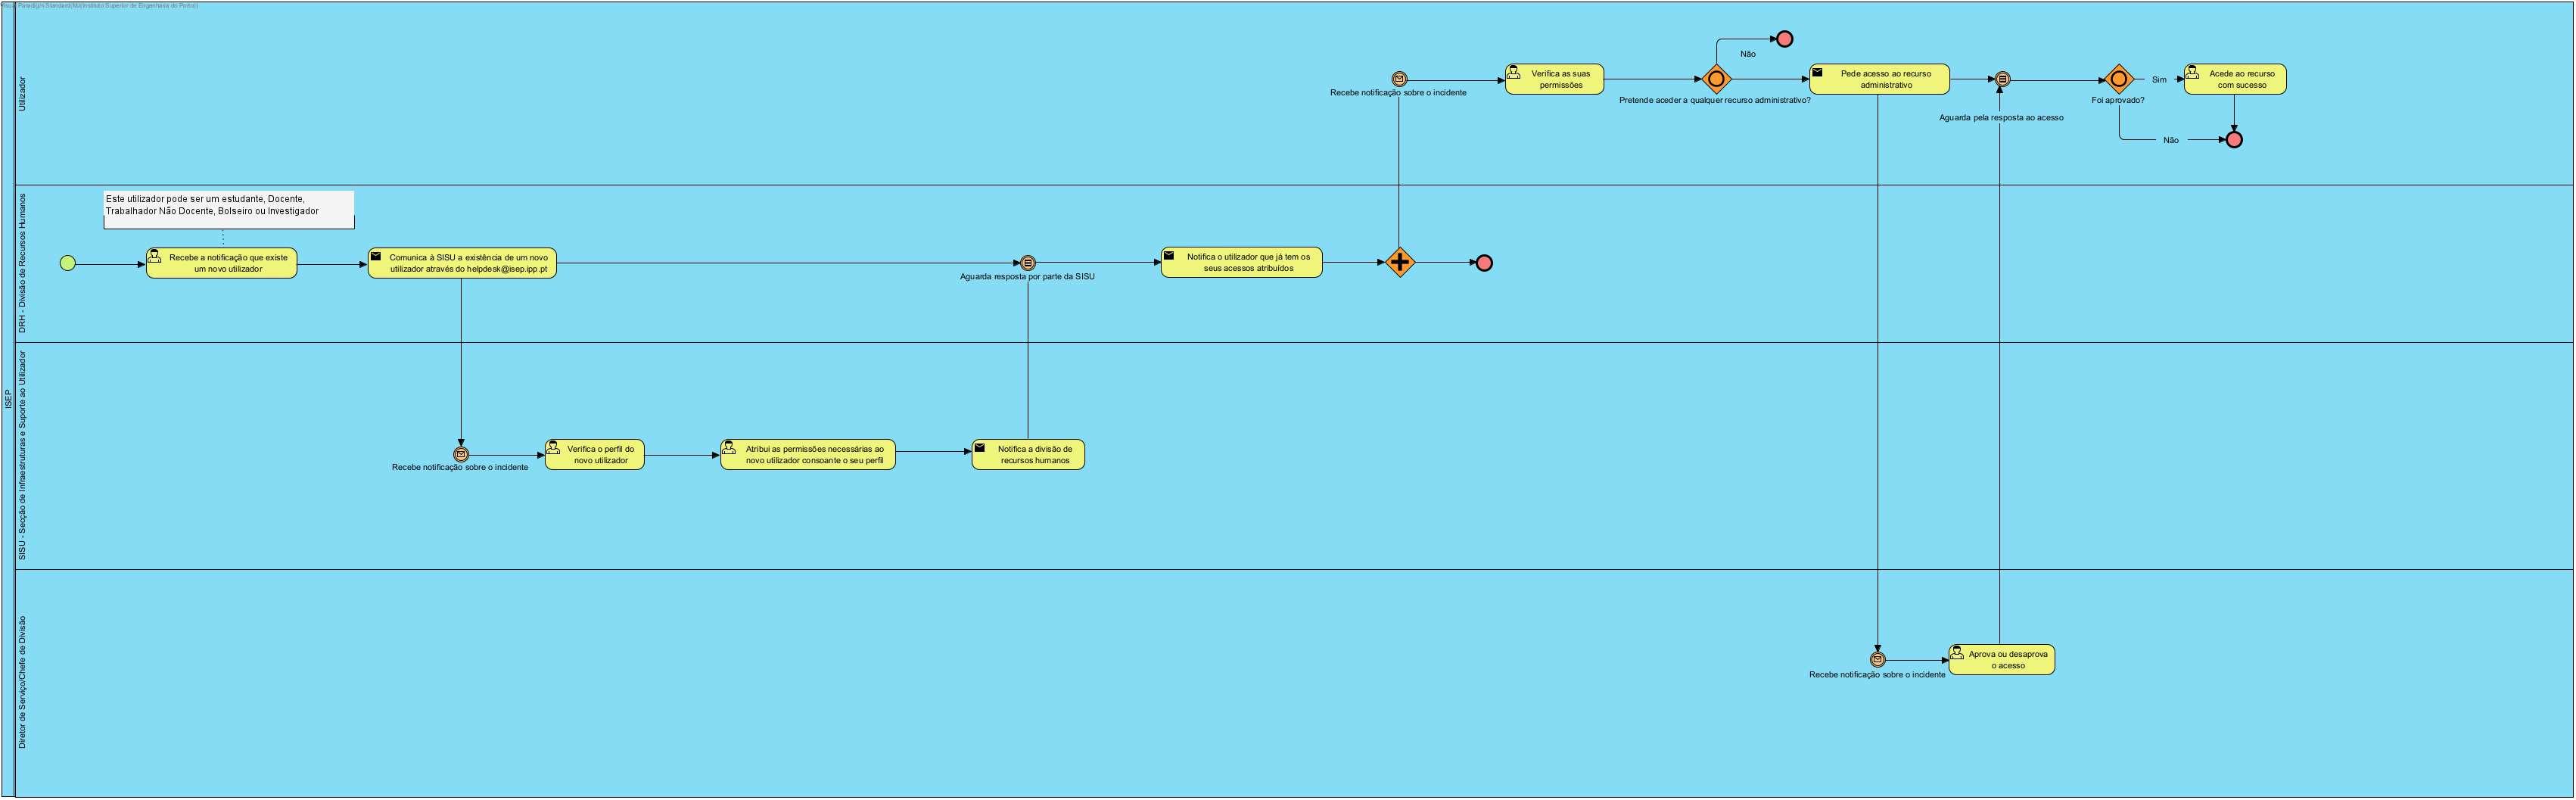 Visual Paradigm Standard(MJ(Instituto Superior de Engenharia do Porto))
ISEP
Utilizador
Não
Recebe notificação sobre o incidente
Verifica as suas
permissões
Pretende aceder a qualquer recurso administrativo?
Pede acesso ao recurso
administrativo
Aguarda pela resposta ao acesso
Foi aprovado?
Sim
Não
Acede ao recurso
com sucesso
DRH - Divisão de Recursos Humanos
Este utilizador pode ser um estudante, Docente,
Trabalhador Não Docente, Bolseiro ou Investigador
Recebe a notificação que existe
um novo utilizador
Comunica à SISU a existência de um novo
utilizador através do helpdesk@isep.ipp.pt
Aguarda resposta por parte da SISU
Notifica o utilizador que já tem os
seus acessos atribuídos
SISU - Secção de Infraestruturas e Suporte ao Utilizador
Recebe notificação sobre o incidente
Verifica o perfil do
novo utilizador
Atribui as permissões necessárias ao
novo utilizador consoante o seu perfil
Notifica a divisão de
recursos humanos
Diretor de Serviço/Chefe de Divisão
Recebe notificação sobre o incidente
Aprova ou desaprova
o acesso